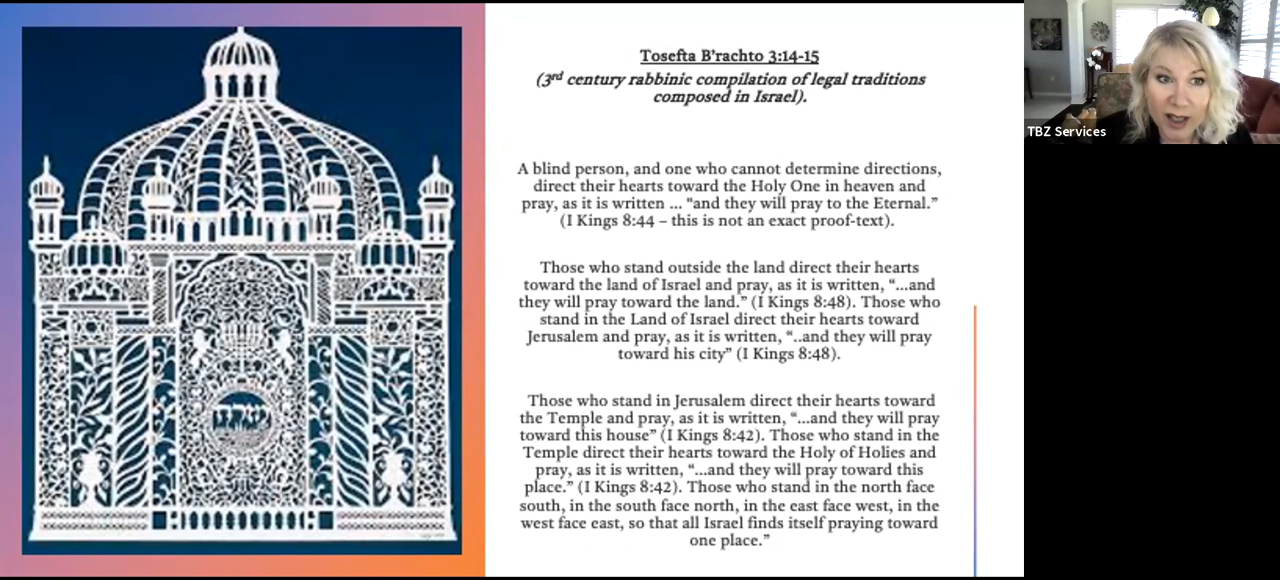 Tosefta B'rachto 3:14-15
(3rd century rabbinic compilation of legal traditions
composed in Israel).
A blind person, and one who cannot determine directions,
direct their hearts toward the Holy One in heaven and
pray, as it is written ... “and they will pray to the Eternal.”
(I Kings 8:44 – this is not an exact proof-text).
Those who stand outside the land direct their hearts
toward the land of Israel and pray, as it is written, “...and
they will pray toward the land.” (I Kings 8:48). Those who
stand in the Land of Israel direct their hearts toward
Jerusalem and pray, as it is written, “..and they will pray
toward his city” (I Kings 8:48).
Those who stand in Jerusalem direct their hearts toward
the Temple and pray, as it is written, “...and they will pray
toward this house” (I Kings 8:42). Those who stand in the
Temple direct their hearts toward the Holy of Holies and
pray, as it is written, “...and they will pray toward this
place.” (I Kings 8:42). Those who stand in the north face
south, in the south face north, in the east face west, in the
west face east, so that all Israel finds itself praying toward
one place.”
TBZ Services